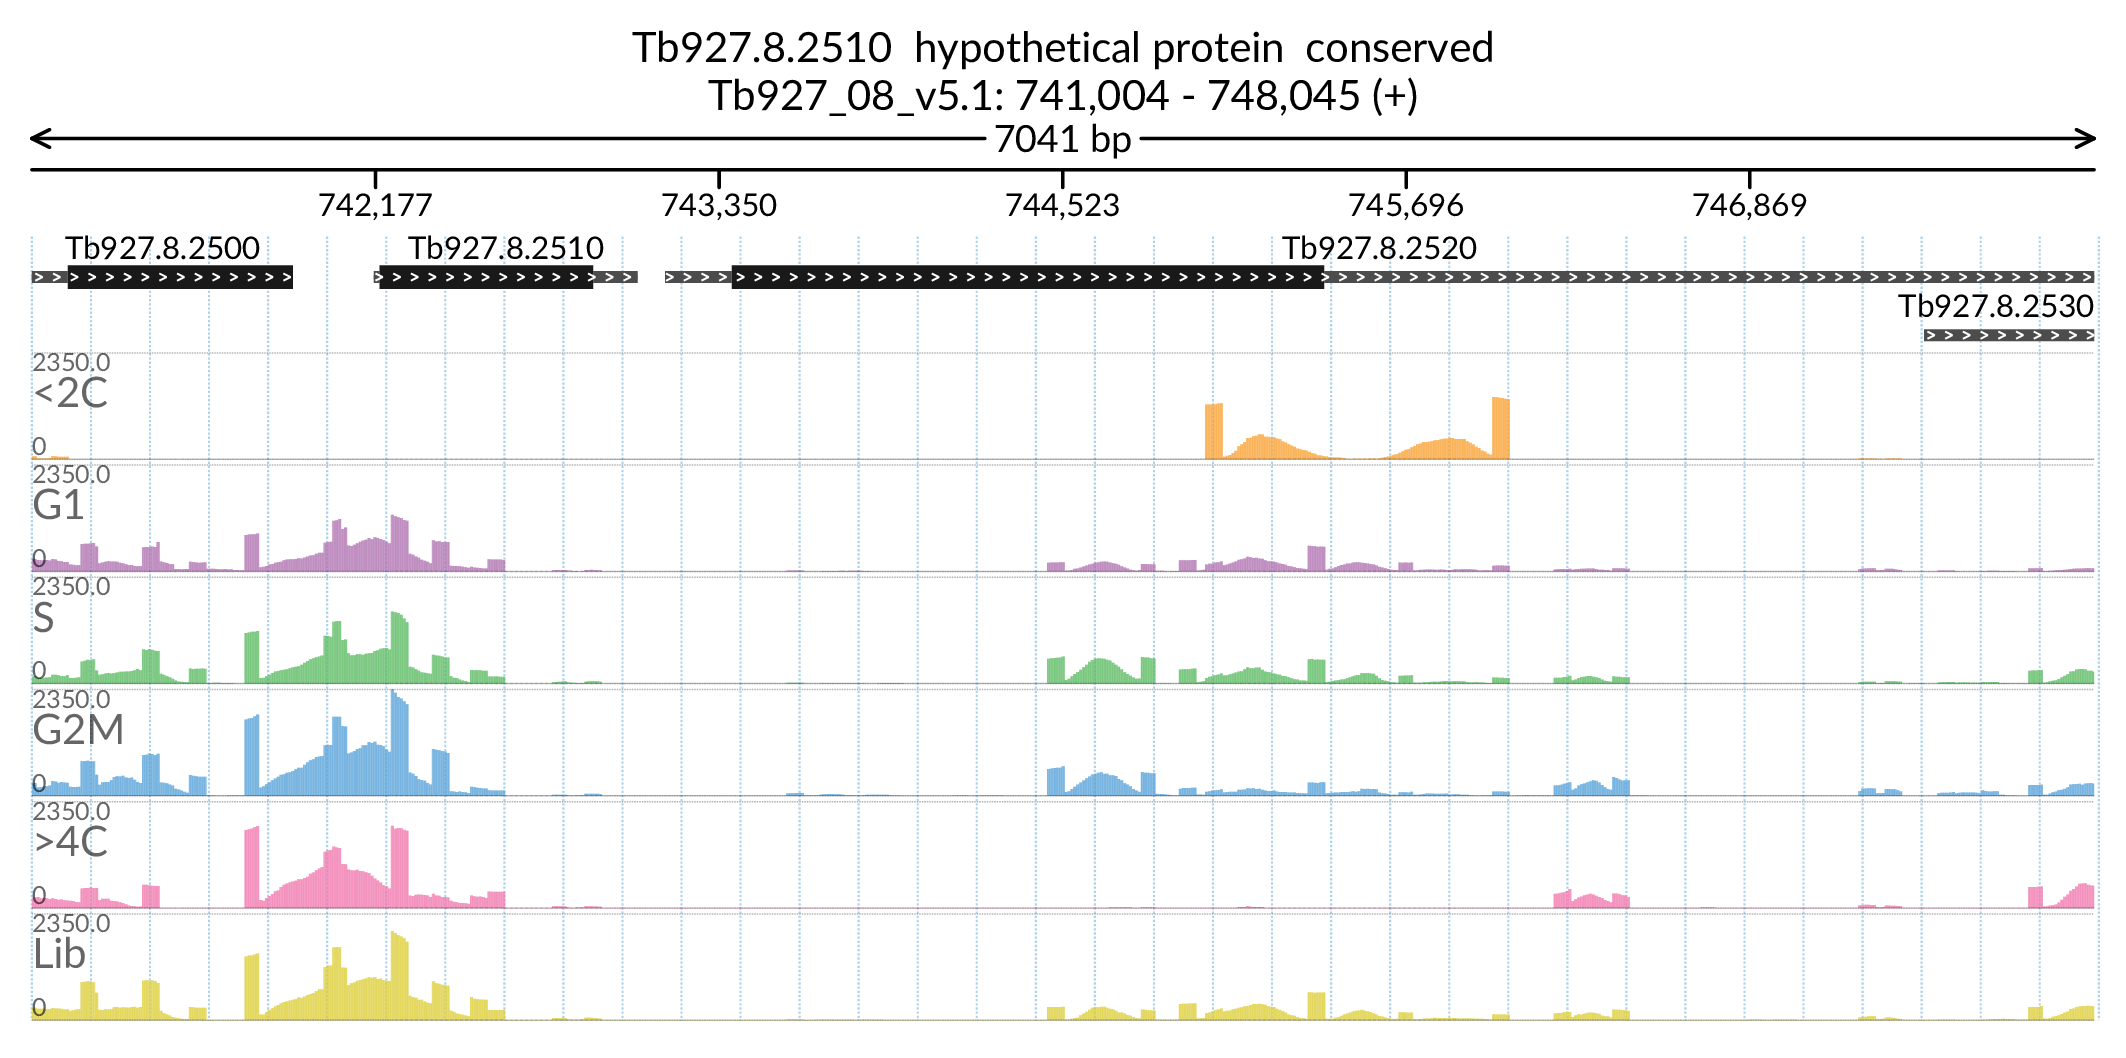 Tb927.8.2510  hypothetical protein  conserved
Tb927_08_v5.1: 741,004 - 748,045 (+)
7041 bp
742,177 743,350 744,523 745,696 746,869
Tb927.8.2500 Tb927.8.2510 Tb927.8.2520
Tb927.8.2530
2350.0
<2C
0
2350.0
G1
0
2350.0
S
0
2350.0
G2M
0
2350.0
>4C
0
2350.0
Lib
0